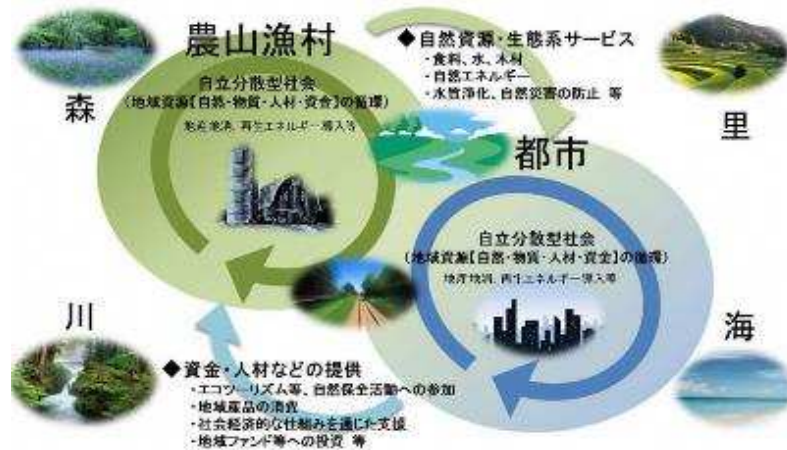 農山漁村
◆自然資源・生態系サービス
・食料、水、木材
・自然エネルギー
・水質浄化、自然災害の防止 等
森
自立分散型社会
(地域資源【自然・物質・人材・資金】の循環)
地産地消、再生エネルギー導入等
里
都市
自立分散型社会
(地域資源【自然・物質・人材・資金】の循環)
地産地消、再生エネルギー導入等
川
海
◆資金・人材などの提供
・エコツーリズム等、自然保全活動への参加
・地域産品の消費
・社会経済的な仕組みを通じた支援
・地域ファンド等への投資 等